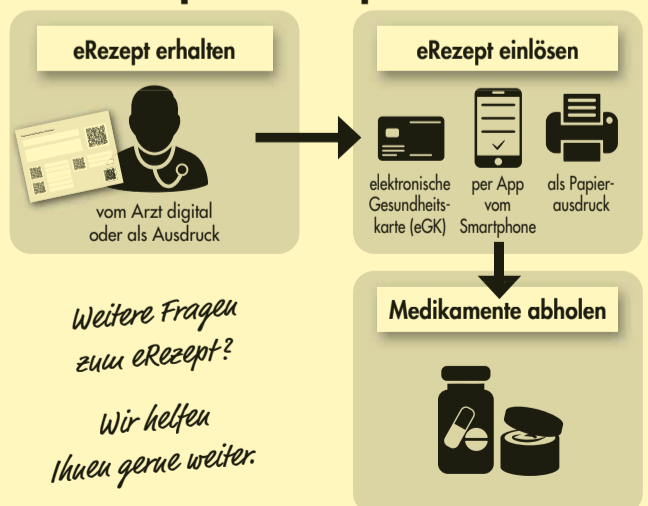 eRezept erhalten
vom Arzt digital
oder als Ausdruck
eRezept einlösen
elektronische
Gesundheits-
karte (eGK)
per App
vom
Smartphone
als Papier-
ausdruck
Medikamente abholen
Weitere Fragen
zum eRezept?
Wir helfen
Ihnen gerne weiter.